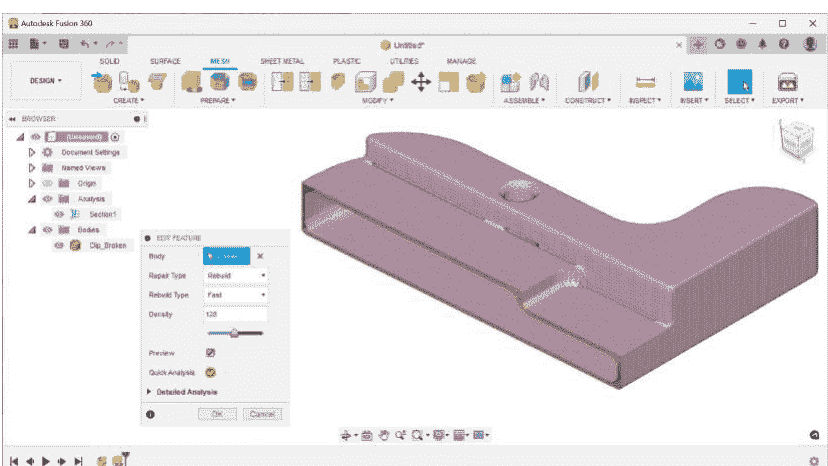 Autodesk Fusion 360
Untitled*
SOLID SURFACE MESH SHEET METAL PLASTIC UTILITIES MANAGE
DESIGN
CREATE PREPARE MODIFY ASSEMBLE CONSTRUCT INSPECT INSERT SELECT EXPORT
BROWSER
(Unsaved)
Document Settings
Named Views
Origin
Analysis
Section1
Bodies
Clip_Broken
EDIT FEATURE
Body
Repair Type Rebuild
Rebuild Type Fast
Density 128
Preview
Quick Analysis
Detailed Analysis
OK Cancel